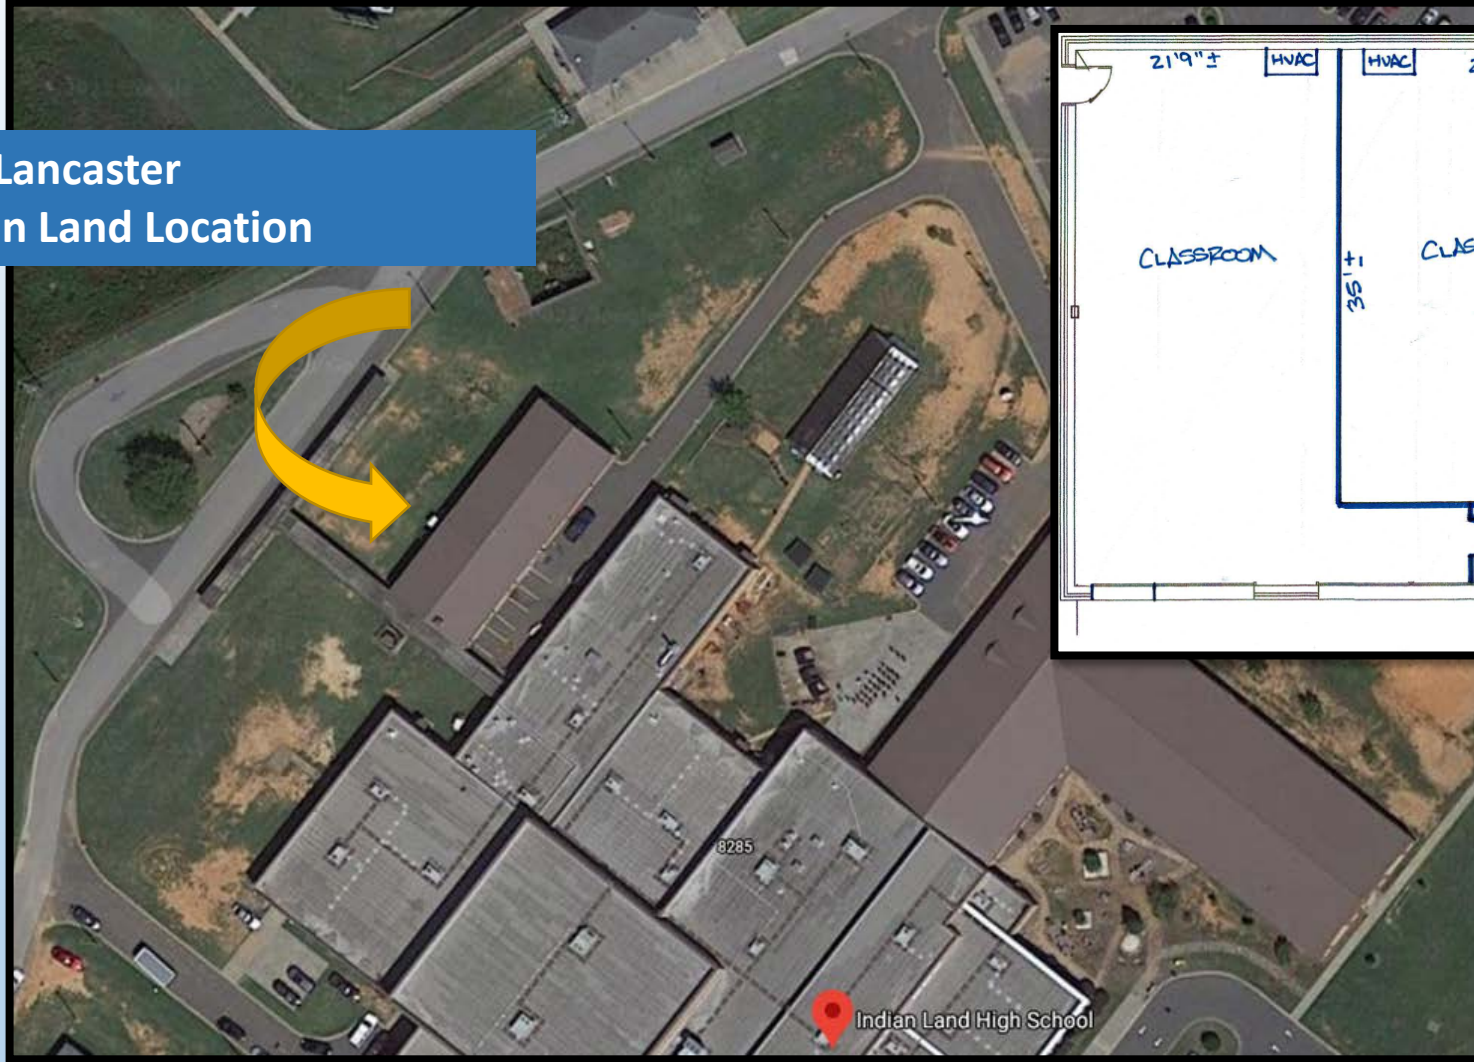 Lancaster
n Land Location
21'9"±
HVAC
HVAC
CLASSROOM
35'±
CLAS
8285
Indian Land High School